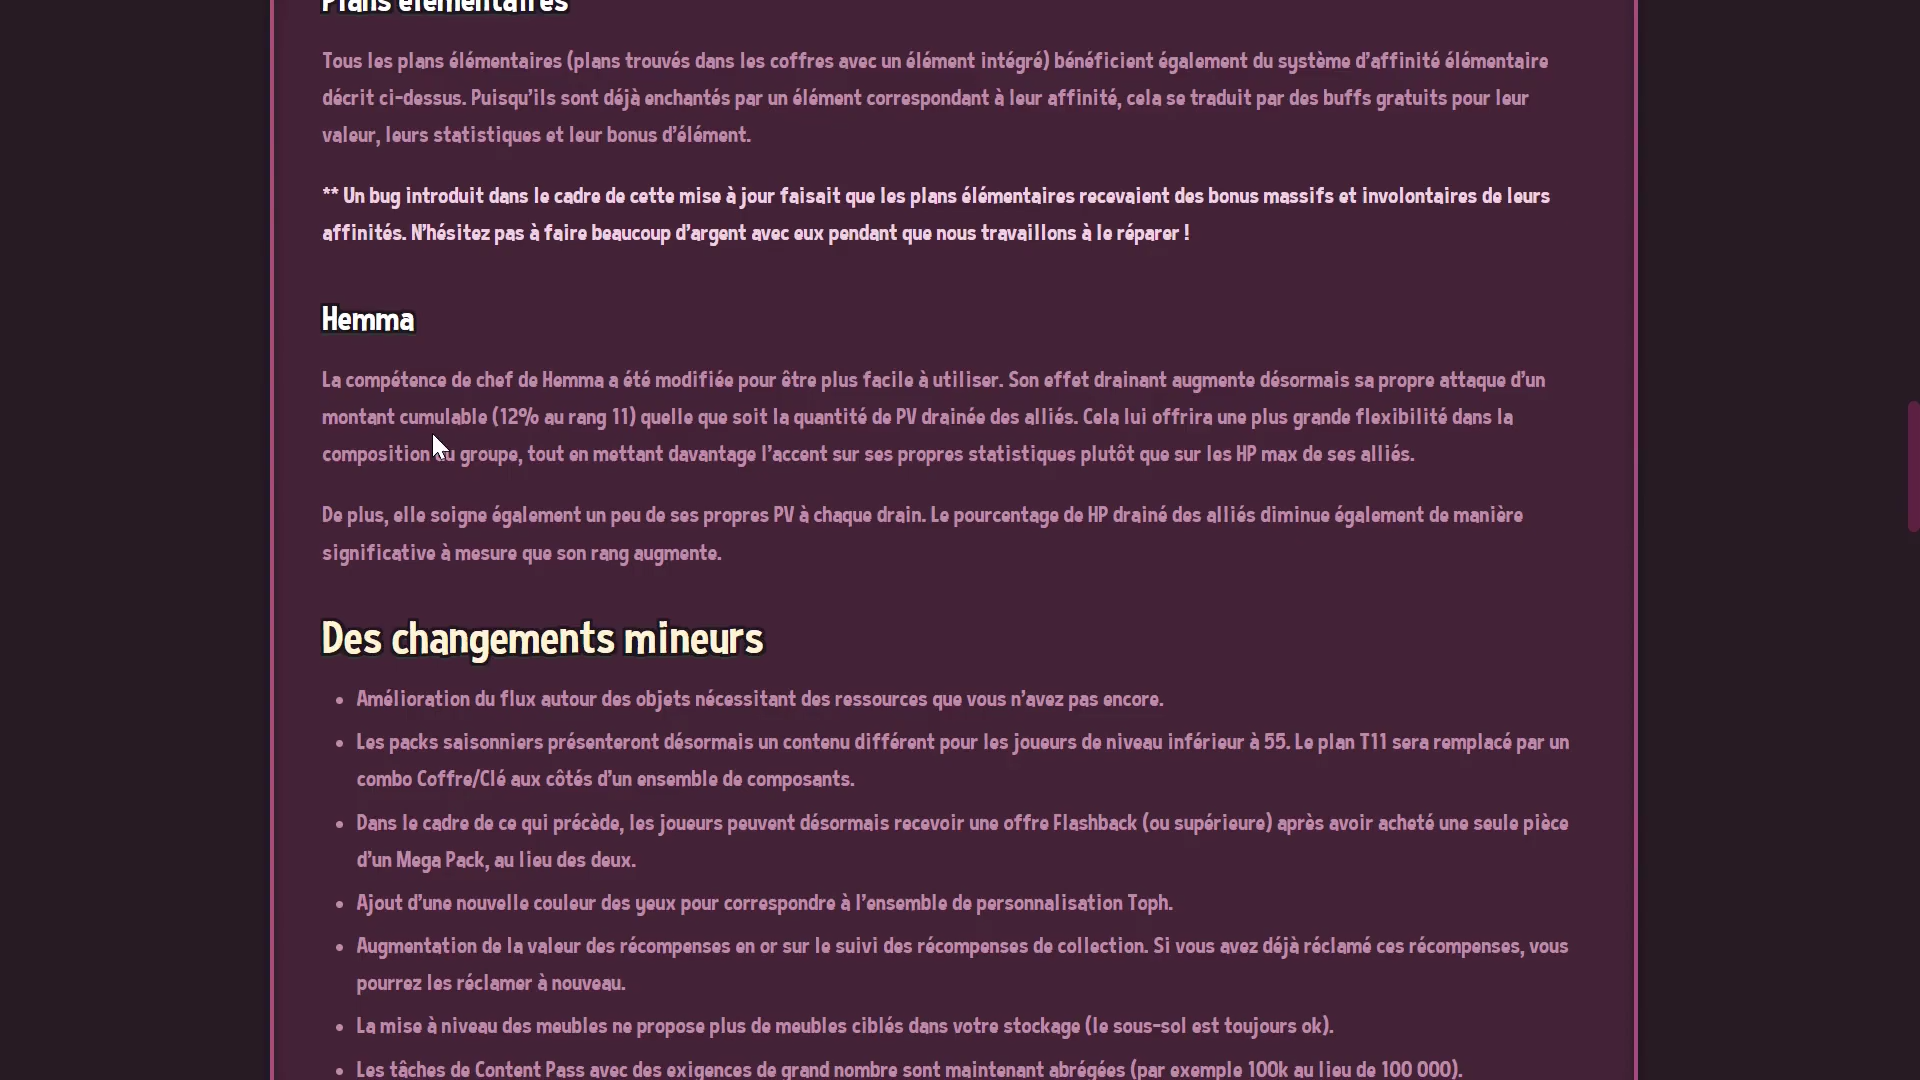 Plans élémentaires
Tous les plans élémentaires (plans trouvés dans les coffres avec un élément intégré) bénéficient également du système d'affinité élémentaire
décrit ci-dessus. Puisqu'ils sont déjà enchantés par un élément correspondant à leur affinité, cela se traduit par des buffs gratuits pour leur
valeur, leurs statistiques et leur bonus d'élément.
** Un bug introduit dans le cadre de cette mise à jour faisait que les plans élémentaires recevaient des bonus massifs et involontaires de leurs
affinités. N'hésitez pas à faire beaucoup d'argent avec eux pendant que nous travaillons à le réparer !
Hemma
La compétence de chef de Hemma a été modifiée pour être plus facile à utiliser. Son effet drainant augmente désormais sa propre attaque d'un
montant cumulable (12% au rang 11) quelle que soit la quantité de PV drainée des alliés. Cela lui offrira une plus grande flexibilité dans la
composition du groupe, tout en mettant davantage l'accent sur ses propres statistiques plutôt que sur les HP max de ses alliés.
De plus, elle soigne également un peu de ses propres PV à chaque drain. Le pourcentage de HP drainé des alliés diminue également de manière
significative à mesure que son rang augmente.
Des changements mineurs
• Amélioration du flux autour des objets nécessitant des ressources que vous n'avez pas encore.
• Les packs saisonniers présenteront désormais un contenu différent pour les joueurs de niveau inférieur à 55. Le plan T11 sera remplacé par un
combo Coffre/Clé aux côtés d'un ensemble de composants.
• Dans le cadre de ce qui précède, les joueurs peuvent désormais recevoir une offre Flashback (ou supérieure) après avoir acheté une seule pièce
d'un Mega Pack, au lieu des deux.
• Ajout d'une nouvelle couleur des yeux pour correspondre à l'ensemble de personnalisation Toph.
• Augmentation de la valeur des récompenses en or sur le suivi des récompenses de collection. Si vous avez déjà réclamé ces récompenses, vous
pourrez les réclamer à nouveau.
• La mise à niveau des meubles ne propose plus de meubles ciblés dans votre stockage (le sous-sol est toujours ok).
• Les tâches de Content Pass avec des exigences de grand nombre sont maintenant abrégées (par exemple 100k au lieu de 100 000).